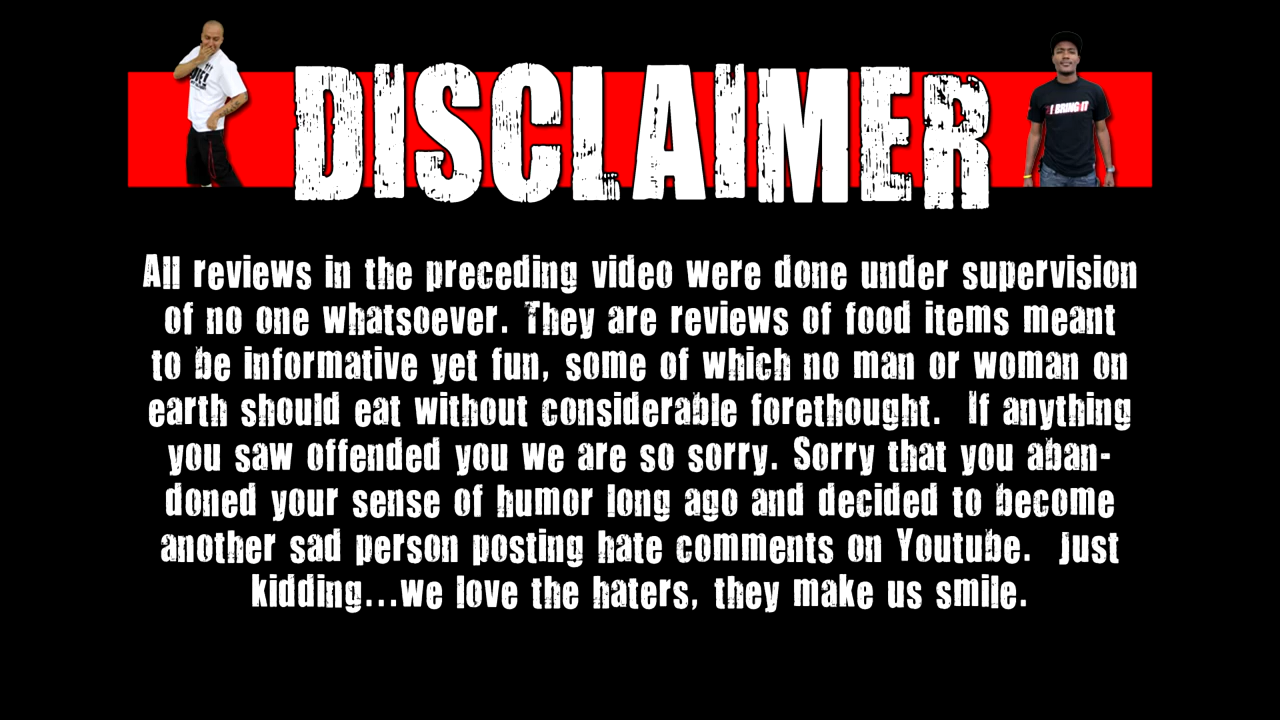 DISCLAIMER
I BRING IT
All reviews in the preceding video were done under supervision
of no one whatsoever. They are reviews of food items meant
to be informative yet fun, some of which no man or woman on
earth should eat without considerable forethought.  If anything
you saw offended you we are so sorry. Sorry that you aban-
doned your sense of humor long ago and decided to become
another sad person posting hate comments on Youtube.  Just
kidding...we love the haters, they make us smile.